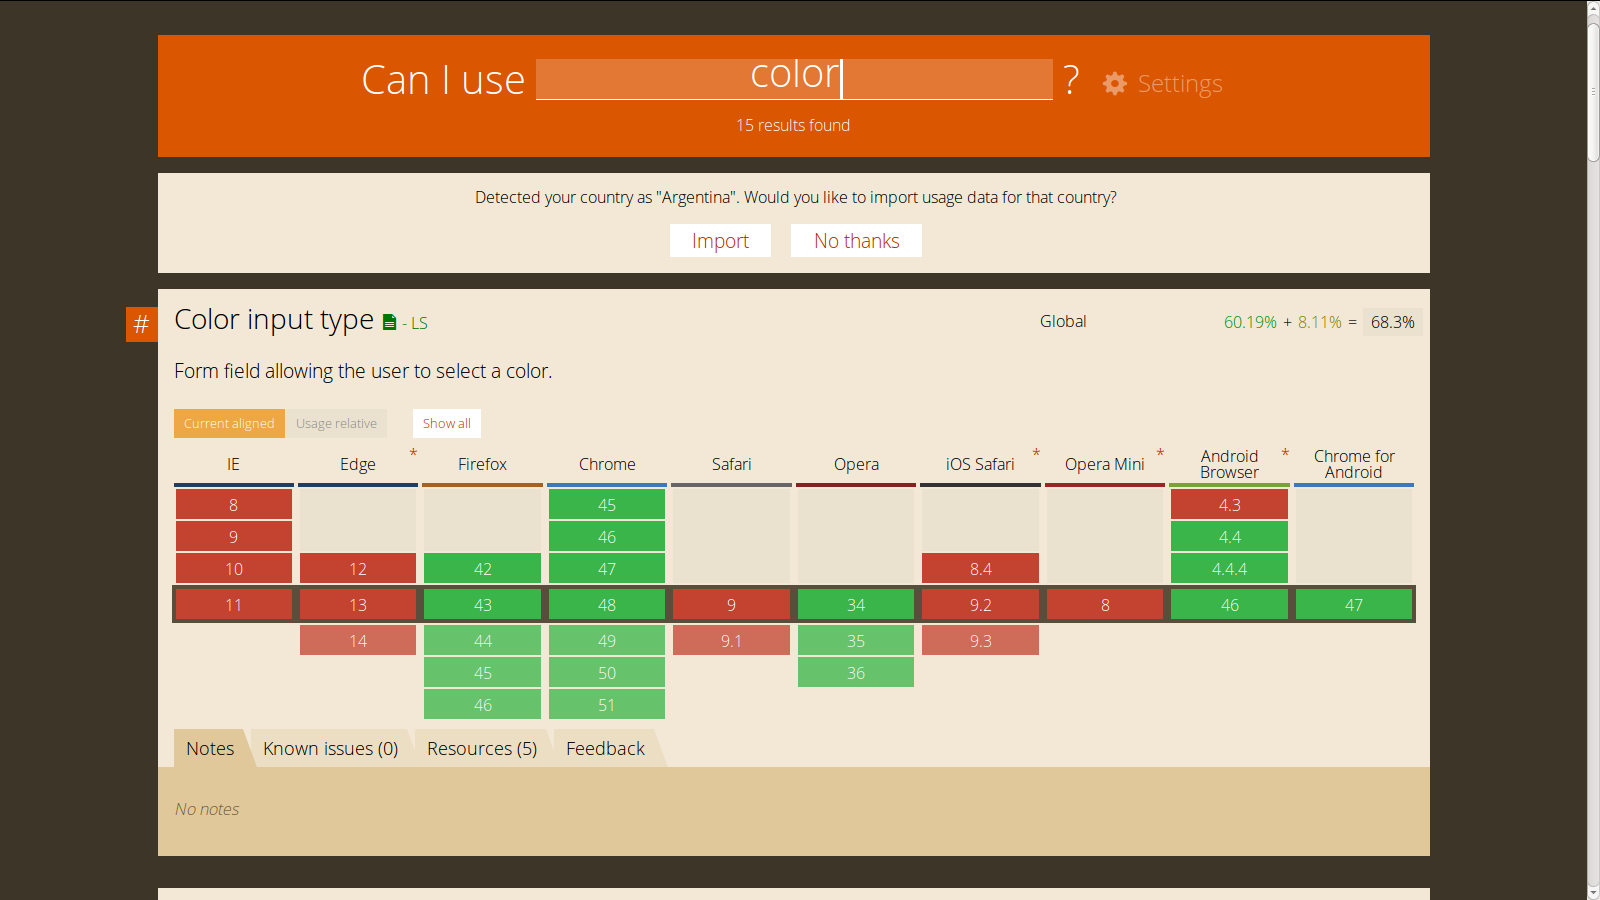 Can I use color ? Settings
15 results found
Detected your country as "Argentina". Would you like to import usage data for that country?
Import No thanks
#
Color input type - LS
Global 60.19% + 8.11% = 68.3%
Form field allowing the user to select a color.
Current aligned Usage relative Show all
IE Edge * Firefox Chrome Safari Opera iOS Safari * Opera Mini * Android Browser * Chrome for Android
8 45 4.3
9 46 4.4
10 12 42 47 8.4 4.4.4
11 13 43 48 9 34 9.2 8 46 47
14 44 49 9.1 35 9.3
45 50 36
46 51
Notes Known issues (0) Resources (5) Feedback
No notes